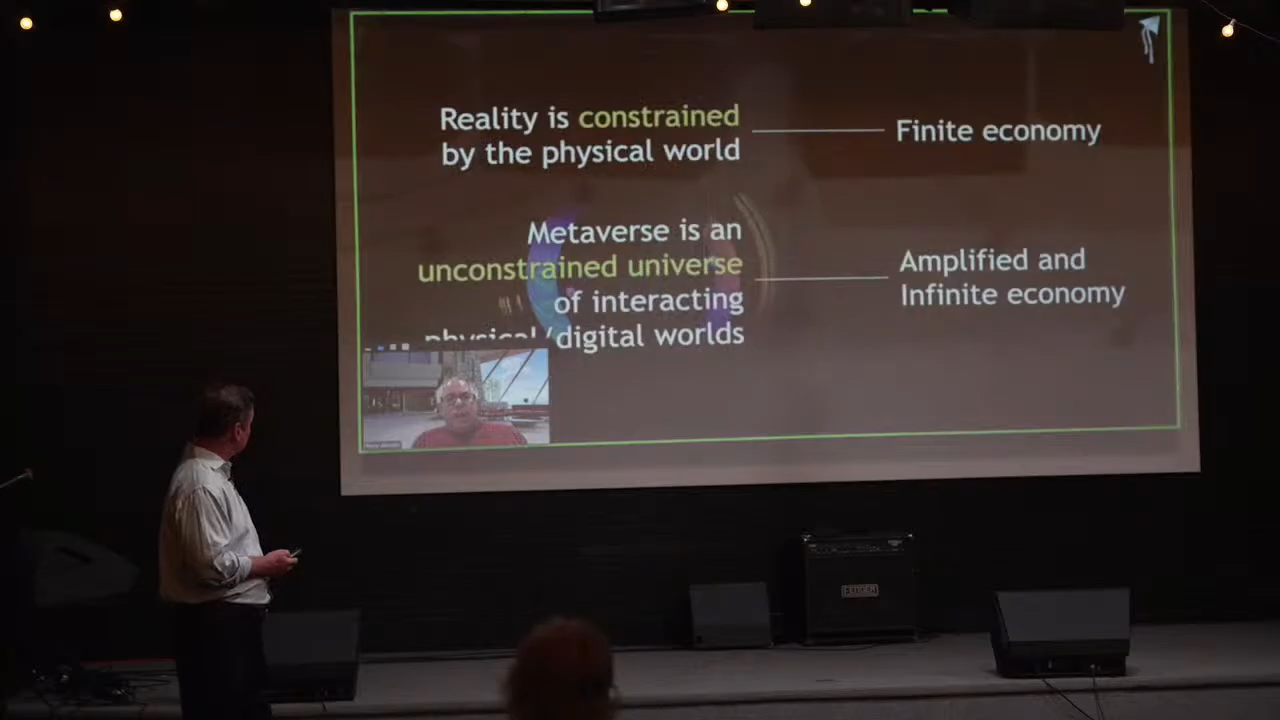 Reality is constrained
by the physical world
Finite economy
Metaverse is an
unconstrained universe
of interacting
physical/digital worlds
Amplified and
Infinite economy